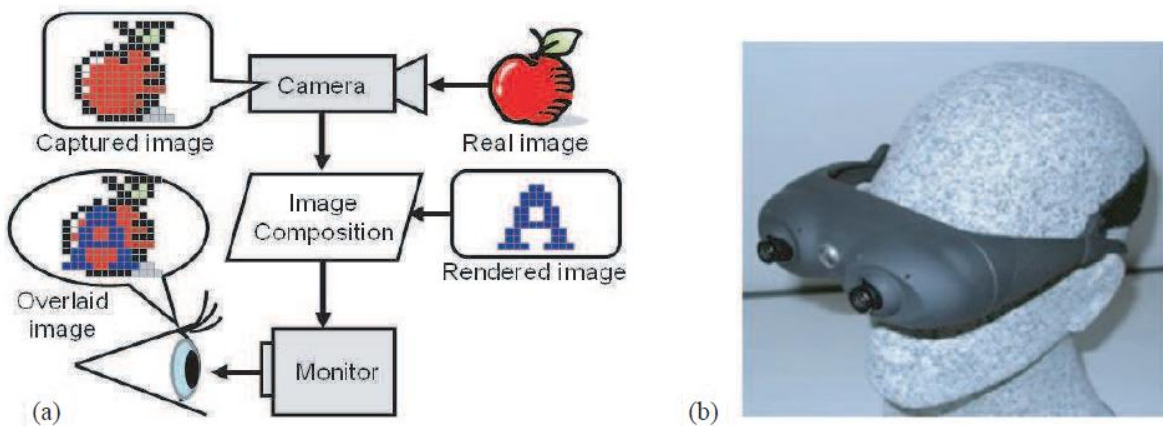 Camera
Captured image
Real image
Image
Composition
A
Rendered image
A
Overlaid
image
Monitor
(a)
(b)